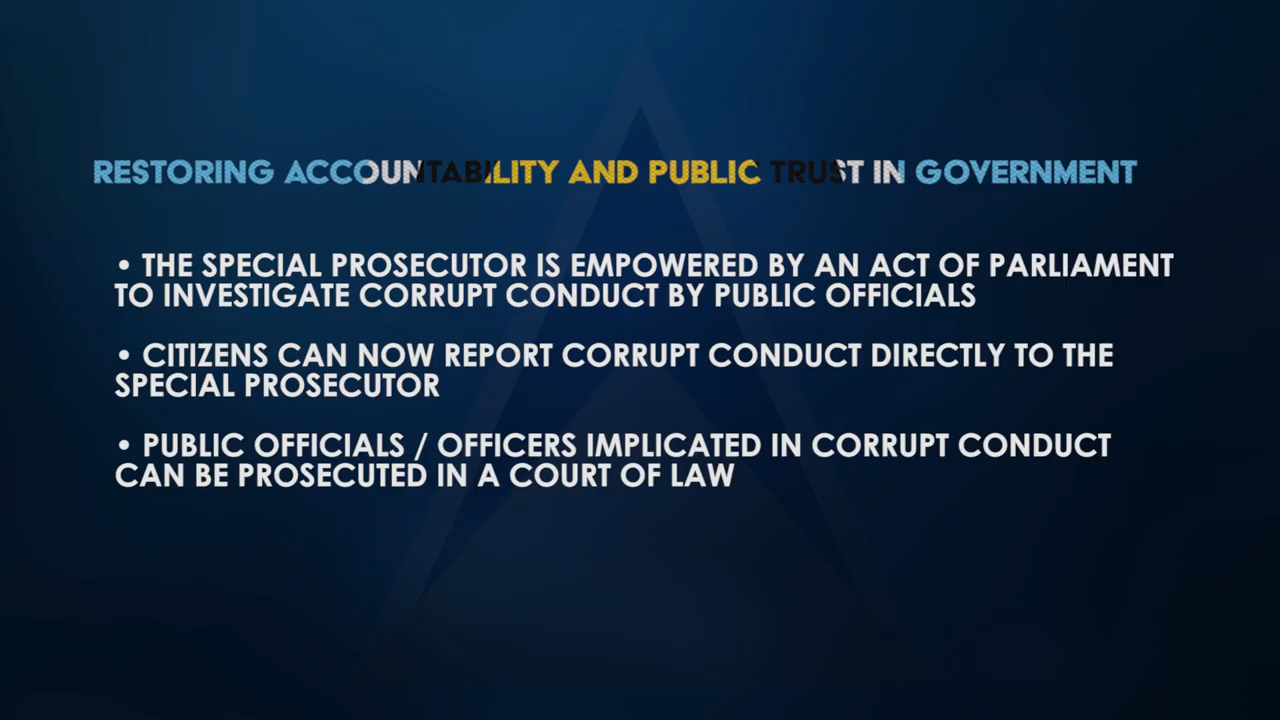 RESTORING ACCOUNTABILITY AND PUBLIC TRUST IN GOVERNMENT
• THE SPECIAL PROSECUTOR IS EMPOWERED BY AN ACT OF PARLIAMENT
TO INVESTIGATE CORRUPT CONDUCT BY PUBLIC OFFICIALS
• CITIZENS CAN NOW REPORT CORRUPT CONDUCT DIRECTLY TO THE
SPECIAL PROSECUTOR
• PUBLIC OFFICIALS / OFFICERS IMPLICATED IN CORRUPT CONDUCT
CAN BE PROSECUTED IN A COURT OF LAW